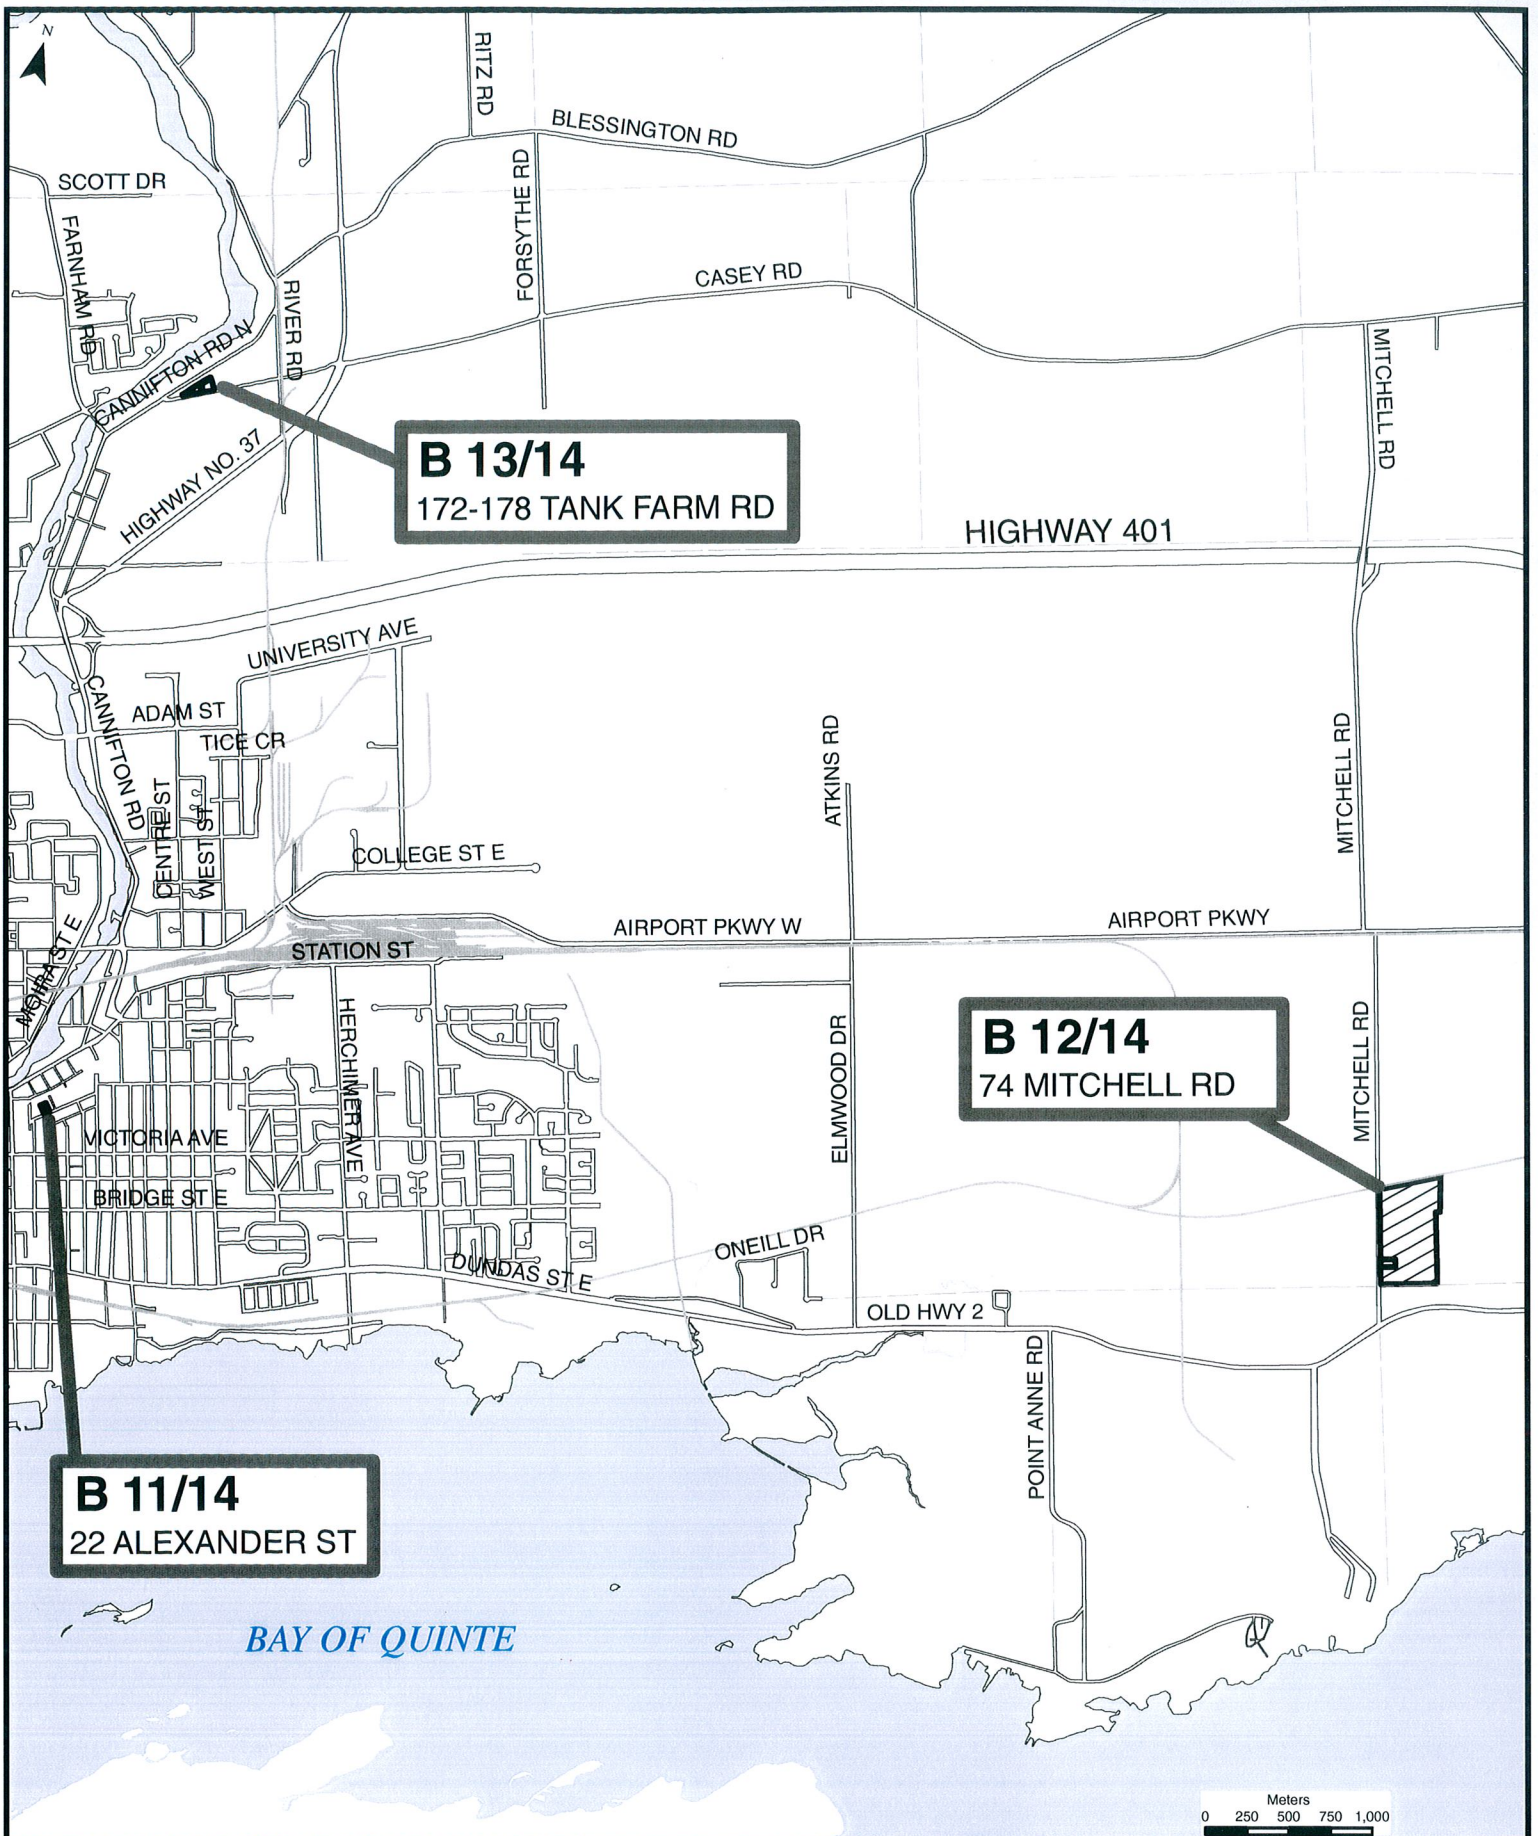 N
RITZ RD
BLESSINGTON RD
SCOTT DR
FORSYTHE RD
FARNHAM RD
CASEY RD
RIVER RD
CANNIFTON RD N
MITCHELL RD
B 13/14
172-178 TANK FARM RD
HIGHWAY NO. 37
HIGHWAY 401
UNIVERSITY AVE
CANNIFTON RD
ADAM ST
TICE CR
ATKINS RD
MITCHELL RD
CENTRE ST
WEST ST
COLLEGE ST E
AIRPORT PKWY W
AIRPORT PKWY
STATION ST
MOIRA ST E
HERCHIMER AVE
ELMWOOD DR
MITCHELL RD
B 12/14
74 MITCHELL RD
VICTORIA AVE
BRIDGE ST E
ONEILL DR
DUNDAS ST E
OLD HWY 2
POINT ANNE RD
B 11/14
22 ALEXANDER ST
BAY OF QUINTE
Meters
0 250 500 750 1,000